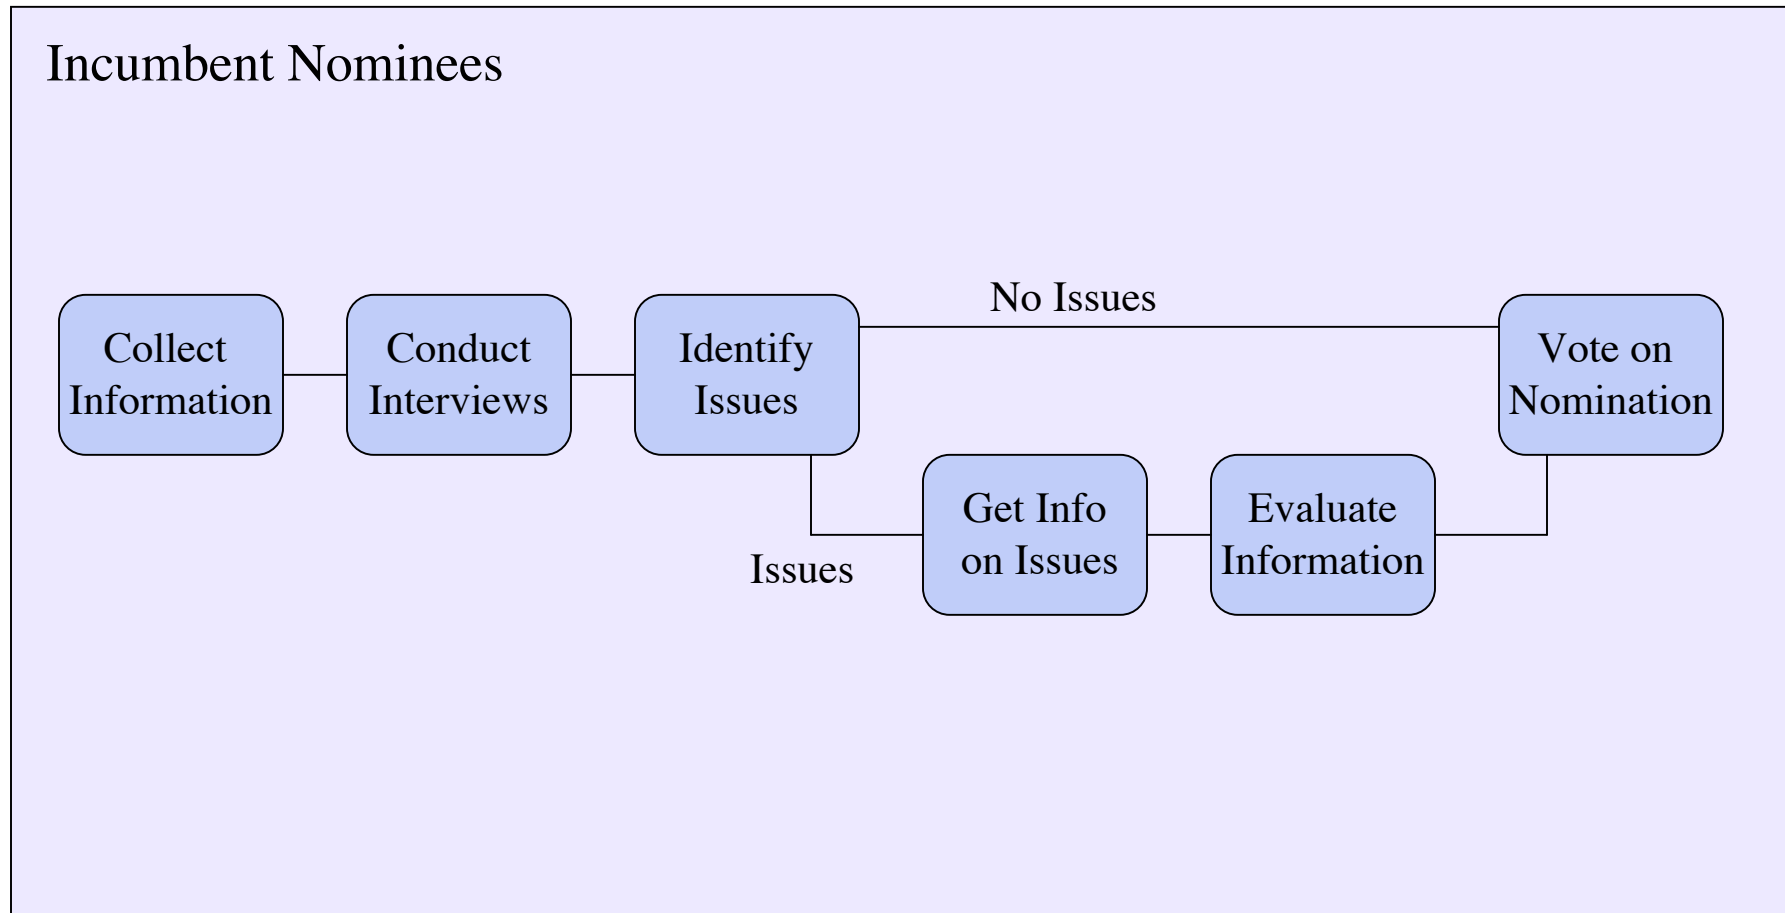 Incumbent Nominees
Collect
Information
Conduct
Interviews
Identify
Issues
No Issues
Vote on
Nomination
Issues
Get Info
on Issues
Evaluate
Information